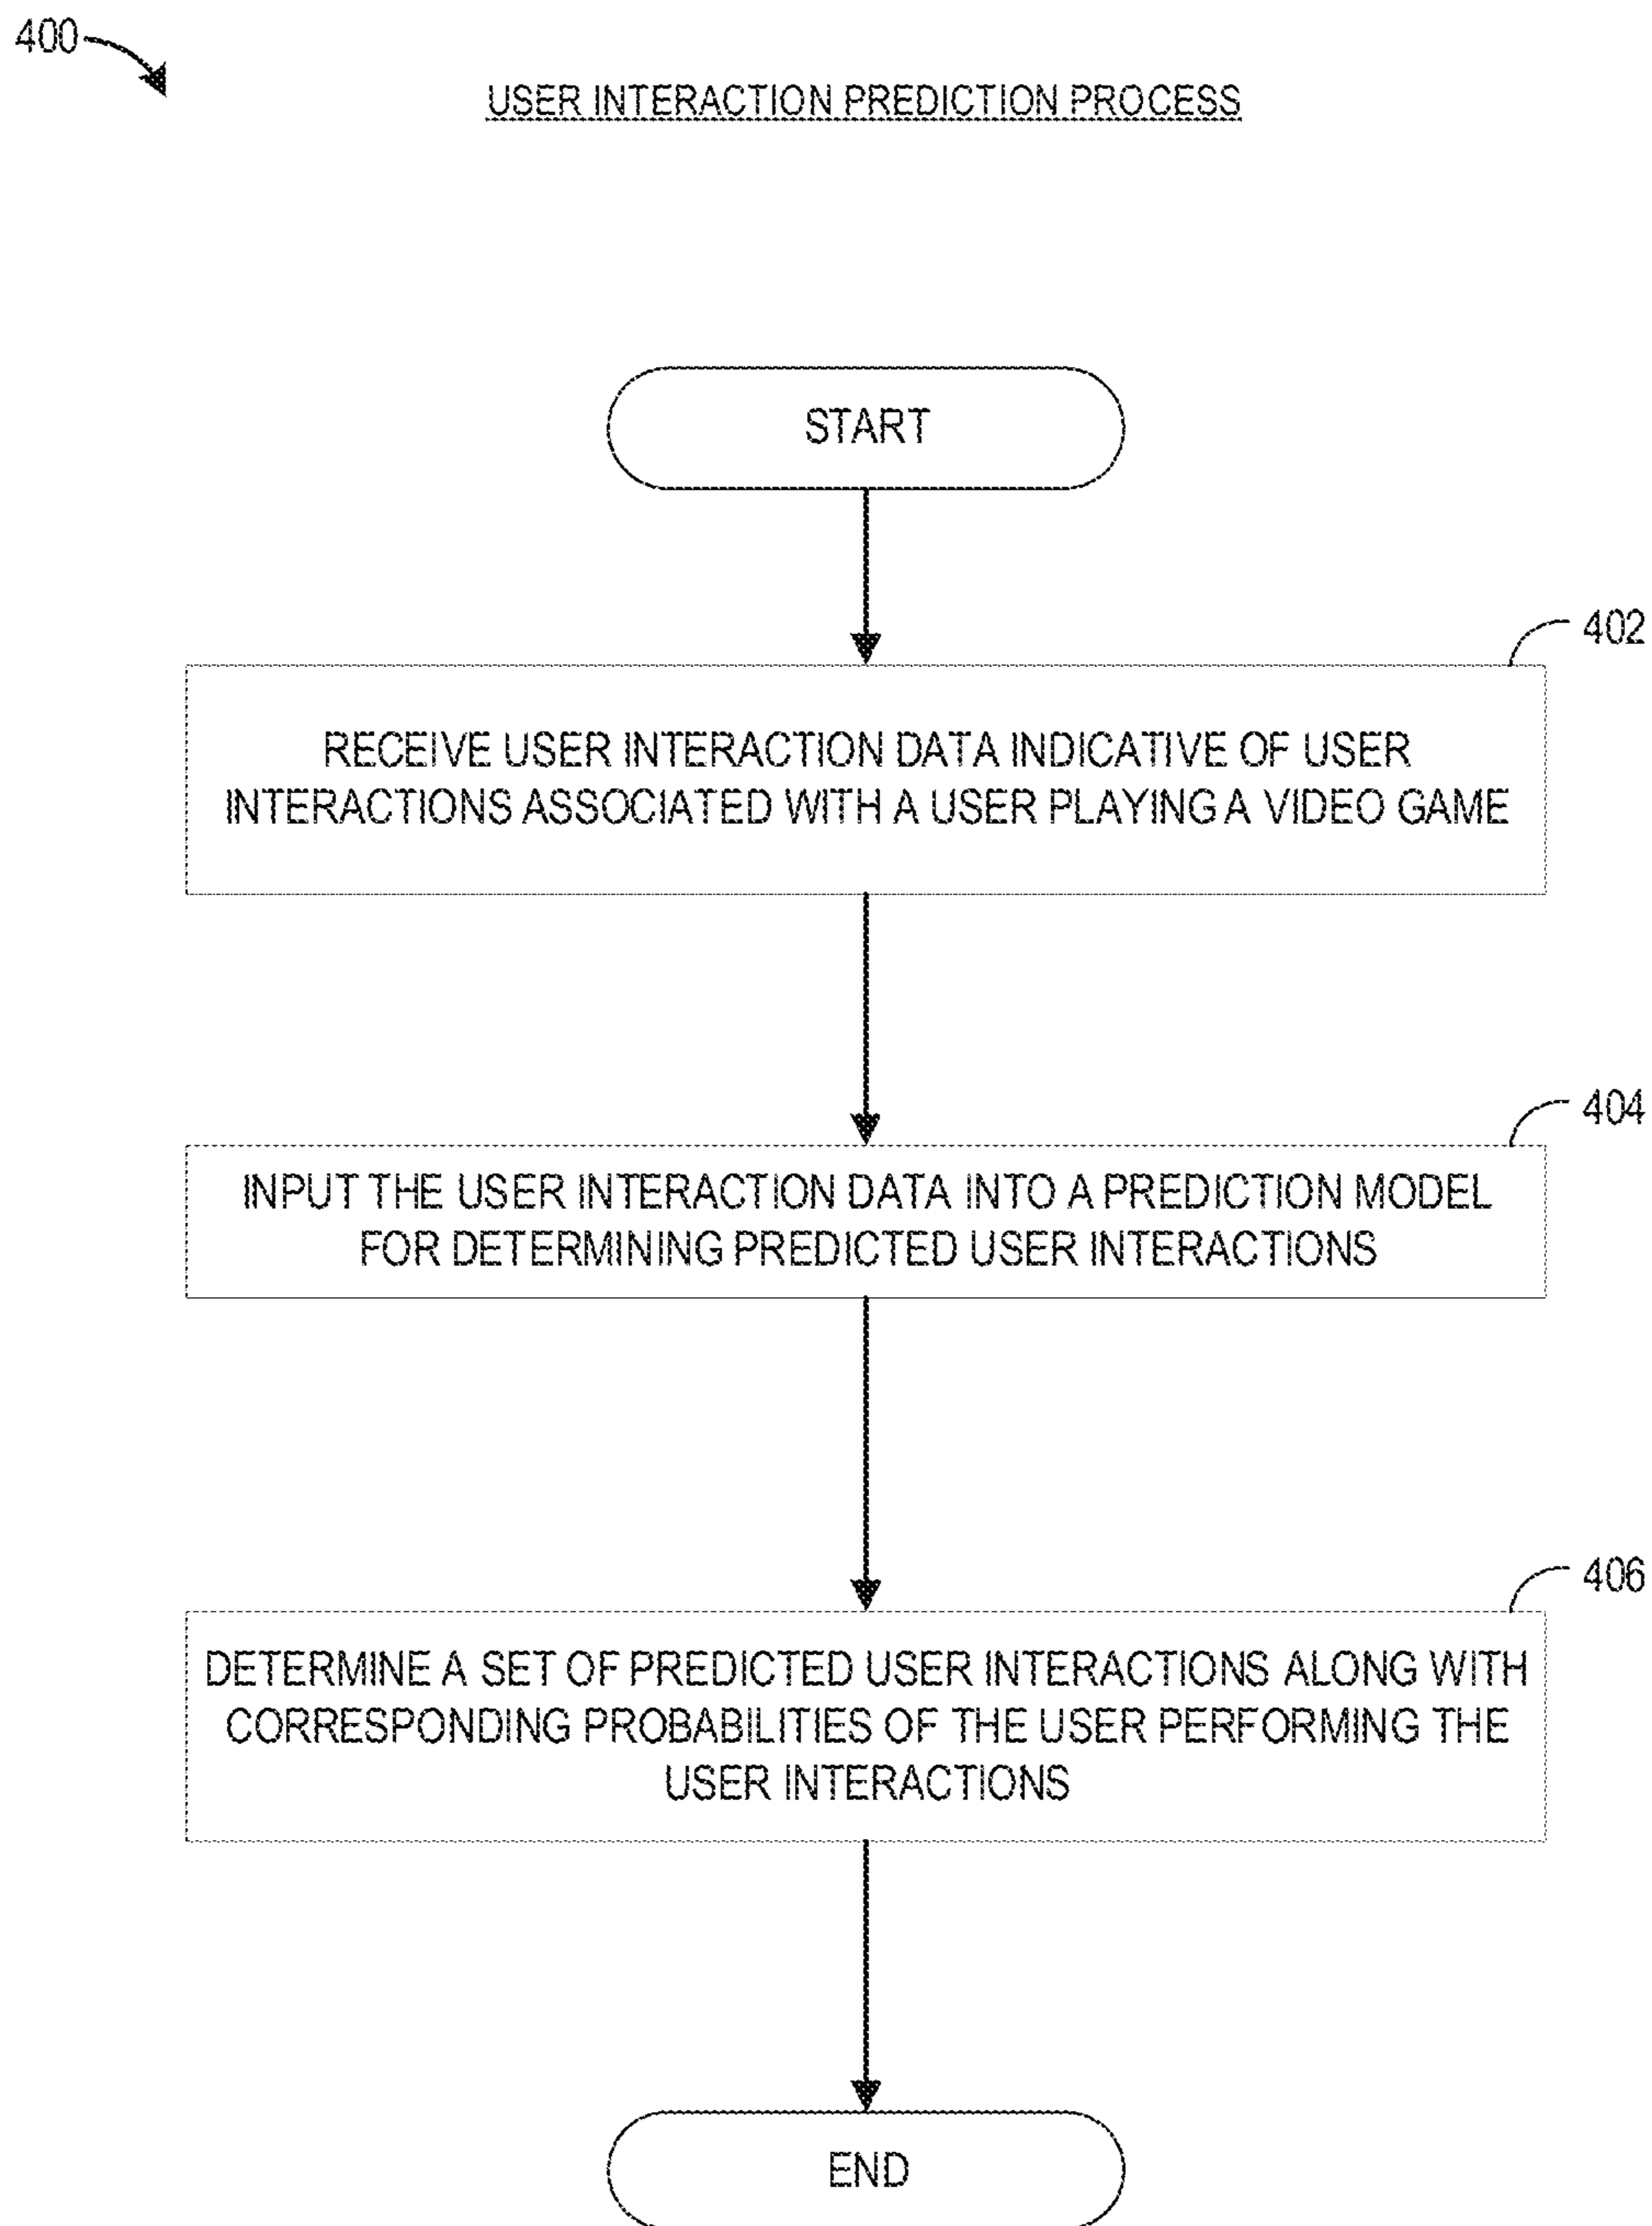 400
USER INTERACTION PREDICTION PROCESS
START
402
RECEIVE USER INTERACTION DATA INDICATIVE OF USER
INTERACTIONS ASSOCIATED WITH A USER PLAYING A VIDEO GAME
404
INPUT THE USER INTERACTION DATA INTO A PREDICTION MODEL
FOR DETERMINING PREDICTED USER INTERACTIONS
406
DETERMINE A SET OF PREDICTED USER INTERACTIONS ALONG WITH
CORRESPONDING PROBABILITIES OF THE USER PERFORMING THE
USER INTERACTIONS
END